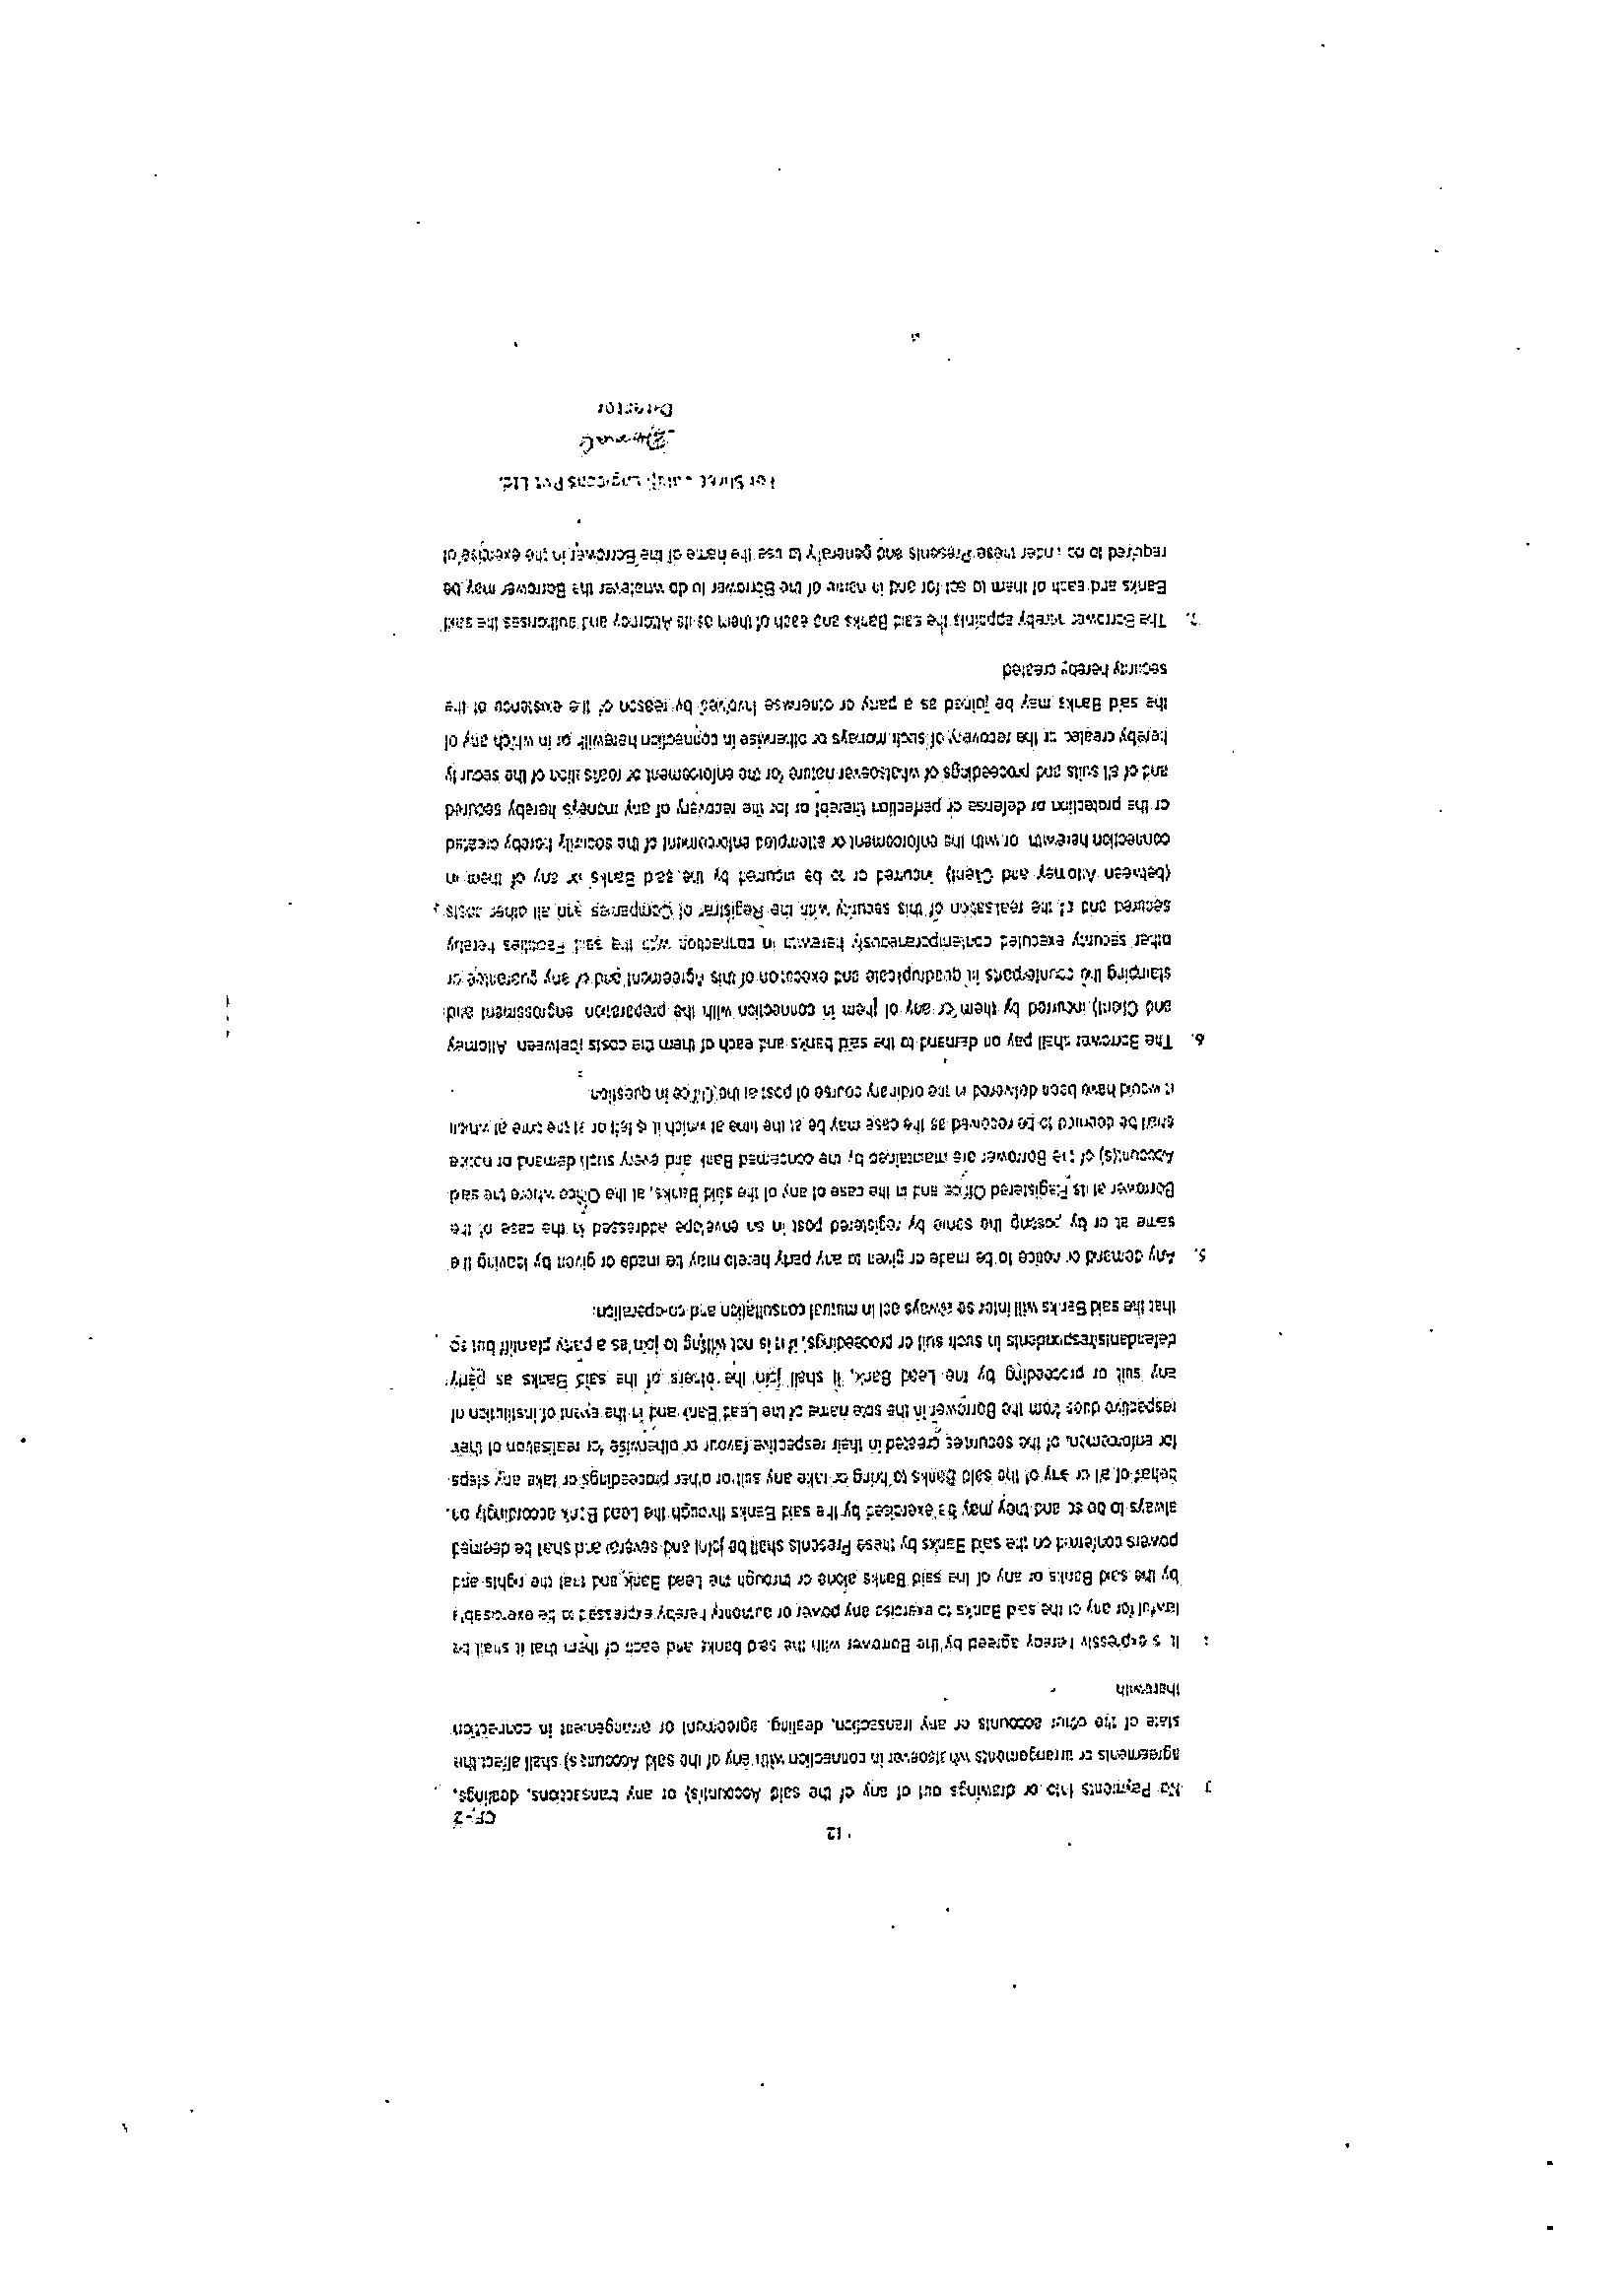 12
CF-2
3 No Payments into or drawings out of any of the said Account(s) or any transactions, dealings,
agreements or arrangements whatsoever in connection with any of the said Account(s) shall affect the
state of the other accounts or any transaction, dealing, agreement or arrangement in connection
therewith
It is expressly hereby agreed by the Borrower with the said banks and each of them that it shall be
lawful for any of the said Banks to exercise any power or authority hereby expressed to be exercisable
by the said Banks or any of the said Banks alone or through the Lead Bank and that the rights and
powers conferred on the said Banks by these Presents shall be joint and several and shall be deemed
always to be so and they may be exercised by the said Banks through the Lead Bank accordingly on
behalf of all or any of the said Banks to bring or take any suit or other proceedings or take any steps
for enforcement of the securities created in their respective favour or otherwise for realisation of their
respective dues from the Borrower in the sole name of the Lead Bank and in the event of institution of
any suit or proceeding by the Lead Bank, it shall join the others of the said Banks as party
defendants/respondents in such suit or proceedings, if it is not willing to join as a party plaintiff but so
that the said Banks will inter se always act in mutual consultation and co-operation.
5. Any demand or notice to be made or given to any party hereto may be made or given by leaving the
same at or by posting the same by registered post in an envelope addressed in the case of the
Borrower at its Registered Office and in the case of any of the said Banks, at the Office where the said
Account(s) of the Borrower are maintained by the concerned Bank and every such demand or notice
shall be deemed to be received as the case may be at the time at which it is left or at the time at which
it would have been delivered in the ordinary course of post at the Office in question.
6. The Borrower shall pay on demand to the said banks and each of them the costs (between Attorney
and Client) incurred by them or any of them in connection with the preparation engrossment and
stamping the counterparts in quadruplicate and execution of this Agreement and of any guarantee or
other security executed contemporaneously herewith in connection with the said Facilities hereby
secured and of the realisation of this security with the Registrar of Companies and all other costs
(between Attorney and Client) incurred or to be incurred by the said Banks or any of them in
connection herewith or with the enforcement or attempted enforcement of the security hereby created
or the protection or defense or perfection thereof or for the recovery of any moneys hereby secured
and of all suits and proceedings of whatsoever nature for the enforcement or realisation of the security
hereby created or the recovery of such moneys or otherwise in connection herewith or in which any of
the said Banks may be joined as a party or otherwise involved by reason of the existence of the
security hereby created
7. The Borrower hereby appoints the said Banks and each of them as its Attorney and authorises the said
Banks and each of them to act for and in name of the Borrower to do whatever the Borrower may be
required to do under these Presents and generally to use the name of the Borrower in the exercise of
For Logicons Pvt Ltd.
Director